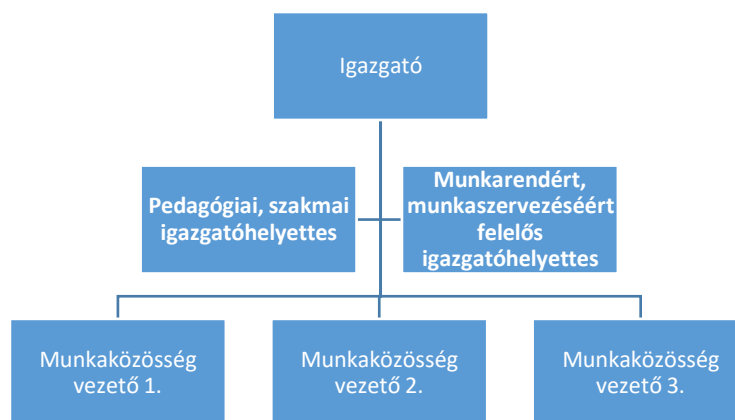 Igazgató
Pedagógiai, szakmai
igazgatóhelyettes
Munkarendért,
munkaszervezéséért
felelős
igazgatóhelyettes
Munkaközösség
vezető 1.
Munkaközösség
vezető 2.
Munkaközösség
vezető 3.